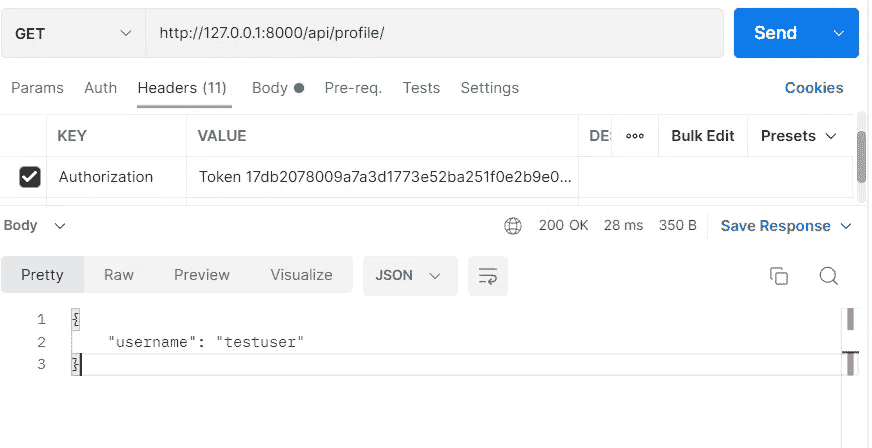 GET http://127.0.0.1:8000/api/profile/ Send
Params Auth Headers (11) Body Pre-req. Tests Settings Cookies
KEY VALUE DE: ••• Bulk Edit Presets
Authorization Token 17db2078009a7a3d1773e52ba251f0e2b9e0...
Body 200 OK 28 ms 350 B Save Response
Pretty Raw Preview Visualize JSON
1 {
2 "username": "testuser"
3 }